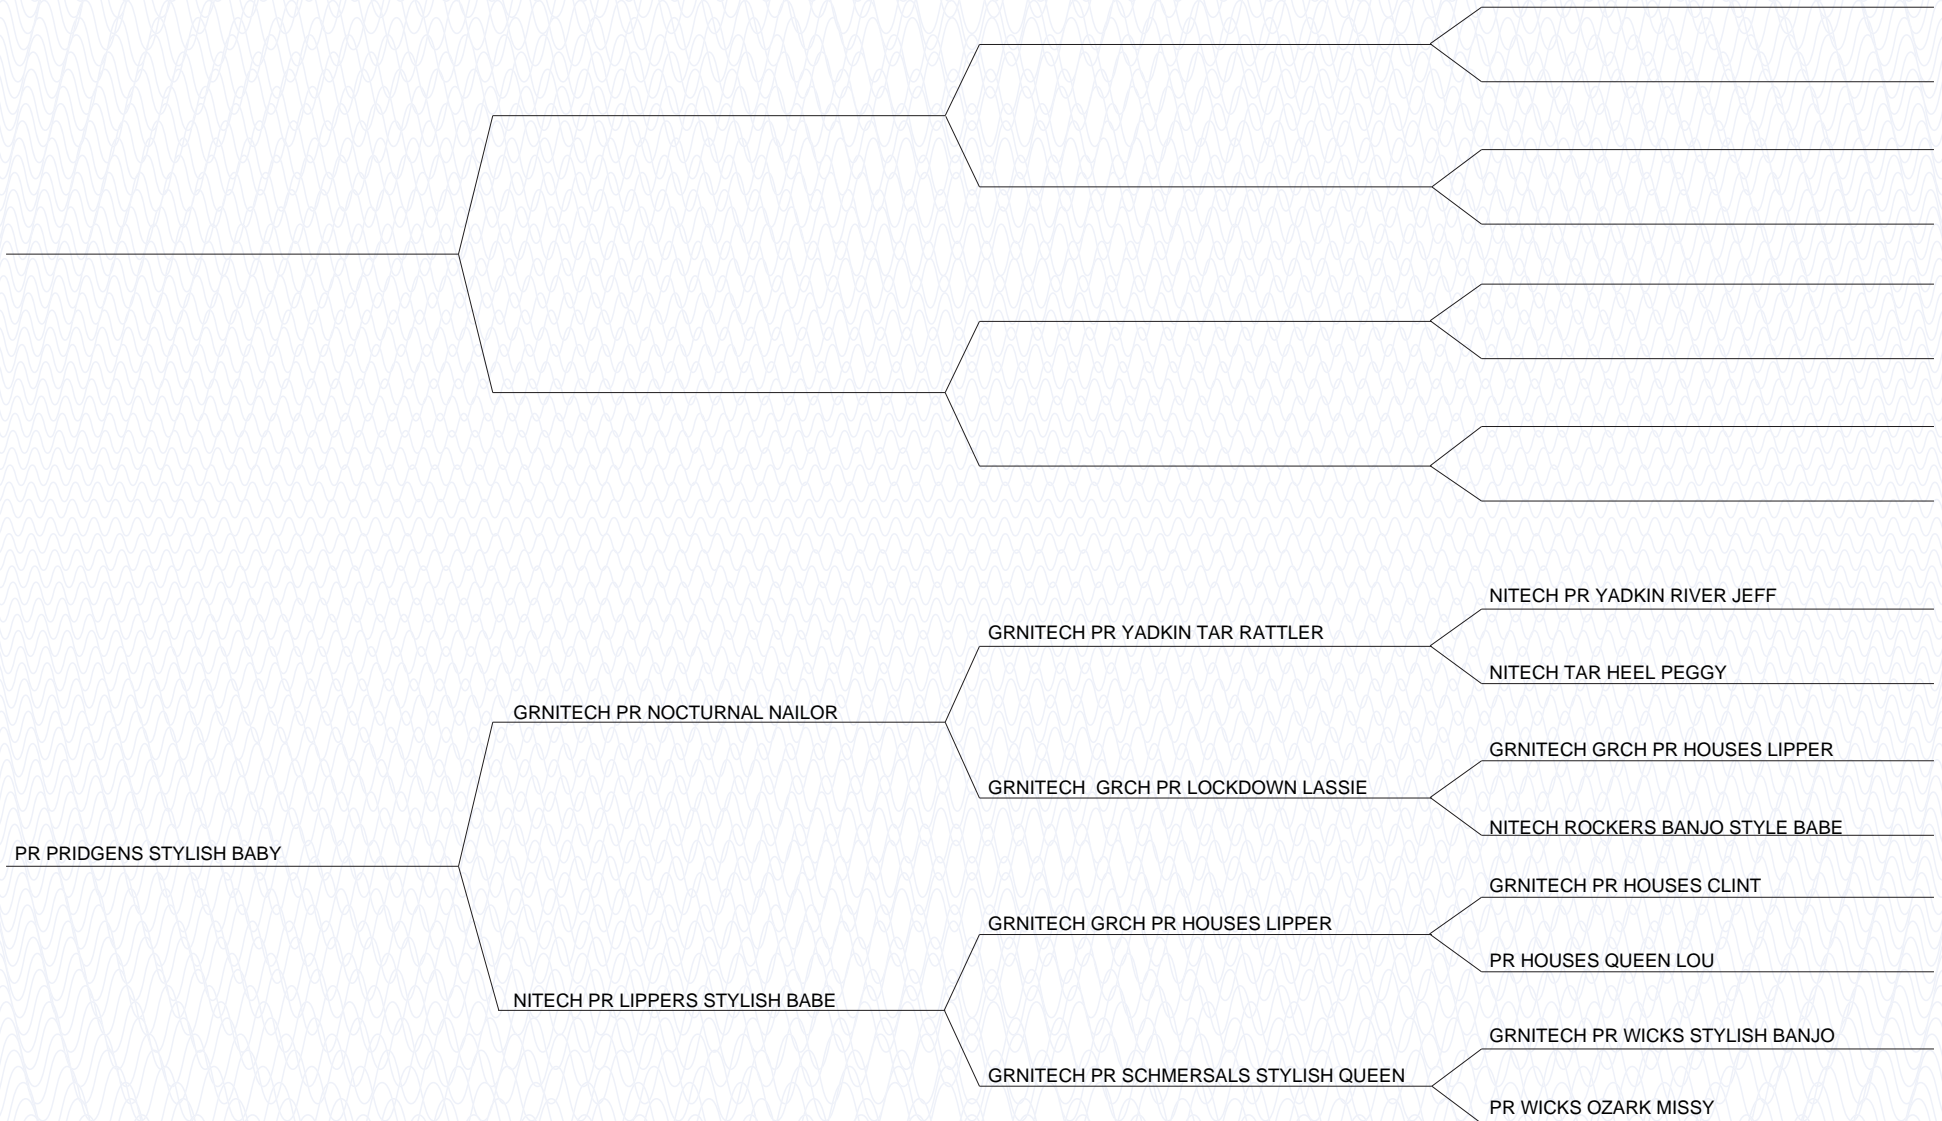 NITECH PR YADKIN RIVER JEFF
GRNITECH PR YADKIN TAR RATTLER
NITECH TAR HEEL PEGGY
GRNITECH PR NOCTURNAL NAILOR
GRNITECH GRCH PR HOUSES LIPPER
GRNITECH  GRCH PR LOCKDOWN LASSIE
NITECH ROCKERS BANJO STYLE BABE
PR PRIDGENS STYLISH BABY
GRNITECH PR HOUSES CLINT
GRNITECH GRCH PR HOUSES LIPPER
PR HOUSES QUEEN LOU
NITECH PR LIPPERS STYLISH BABE
GRNITECH PR WICKS STYLISH BANJO
GRNITECH PR SCHMERSALS STYLISH QUEEN
PR WICKS OZARK MISSY